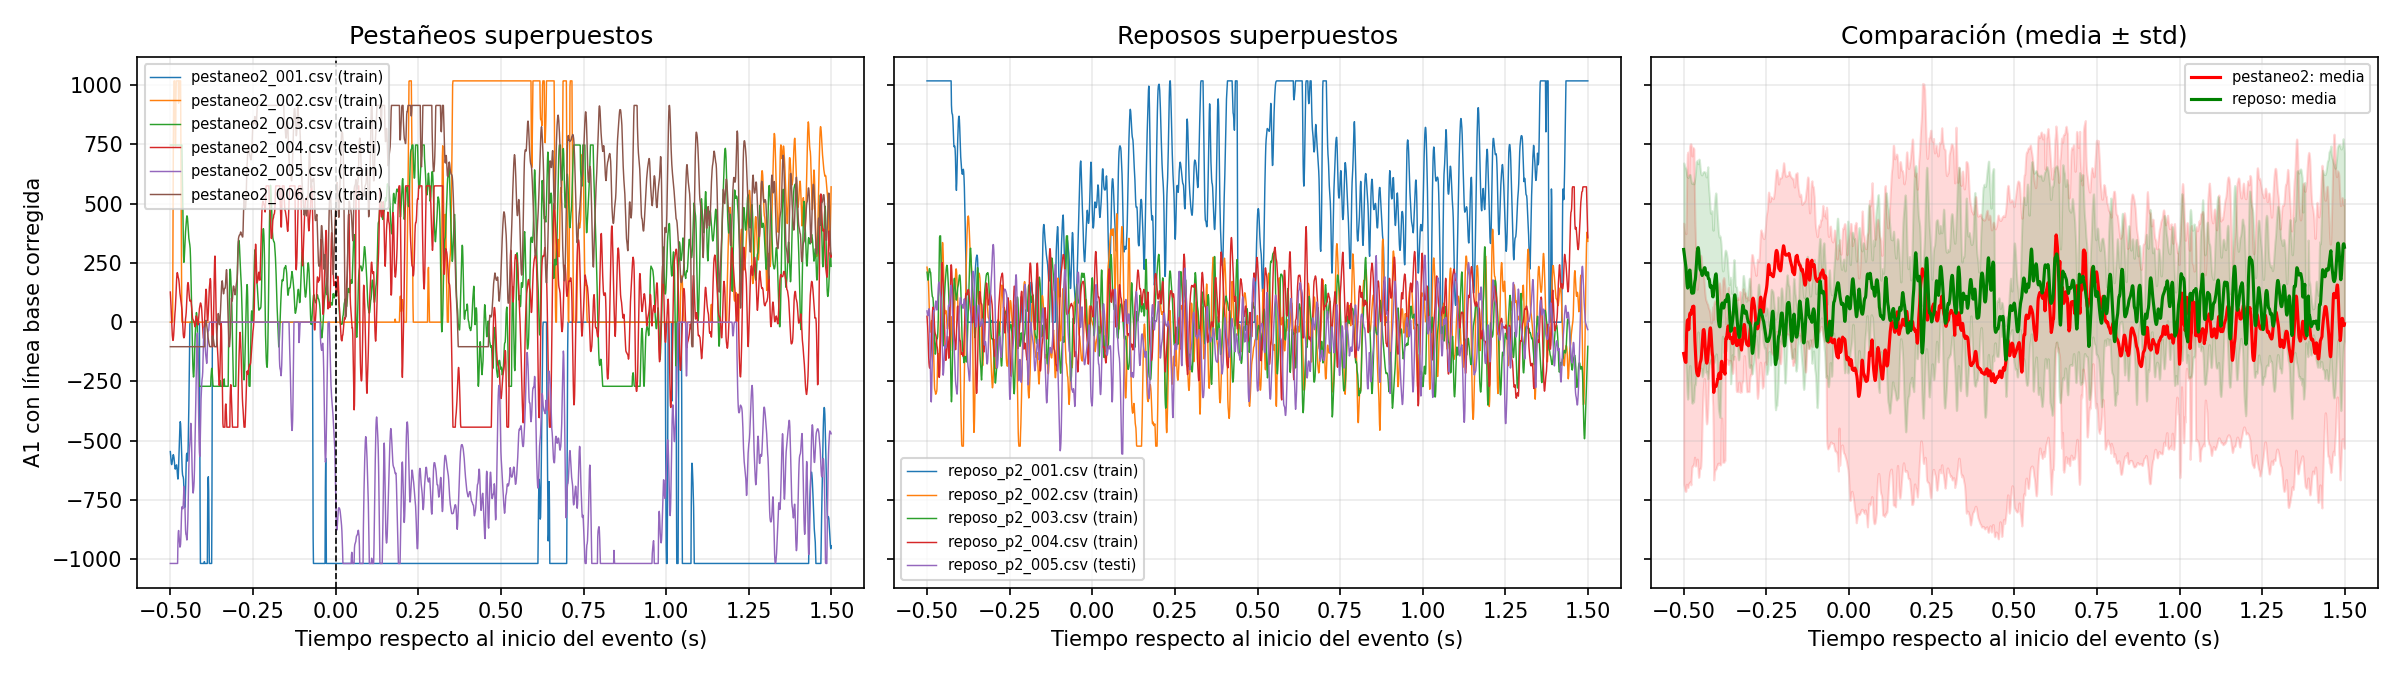 Pestañeos superpuestos
A1 con línea base corregida
1000
750
500
250
0
−250
−500
−750
−1000
pestaneo2_001.csv (train)
pestaneo2_002.csv (train)
pestaneo2_003.csv (train)
pestaneo2_004.csv (testi)
pestaneo2_005.csv (train)
pestaneo2_006.csv (train)
−0.50 −0.25 0.00 0.25 0.50 0.75 1.00 1.25 1.50
Tiempo respecto al inicio del evento (s)
Reposos superpuestos
reposo_p2_001.csv (train)
reposo_p2_002.csv (train)
reposo_p2_003.csv (train)
reposo_p2_004.csv (train)
reposo_p2_005.csv (testi)
−0.50 −0.25 0.00 0.25 0.50 0.75 1.00 1.25 1.50
Tiempo respecto al inicio del evento (s)
Comparación (media ± std)
pestaneo2: media
reposo: media
−0.50 −0.25 0.00 0.25 0.50 0.75 1.00 1.25 1.50
Tiempo respecto al inicio del evento (s)